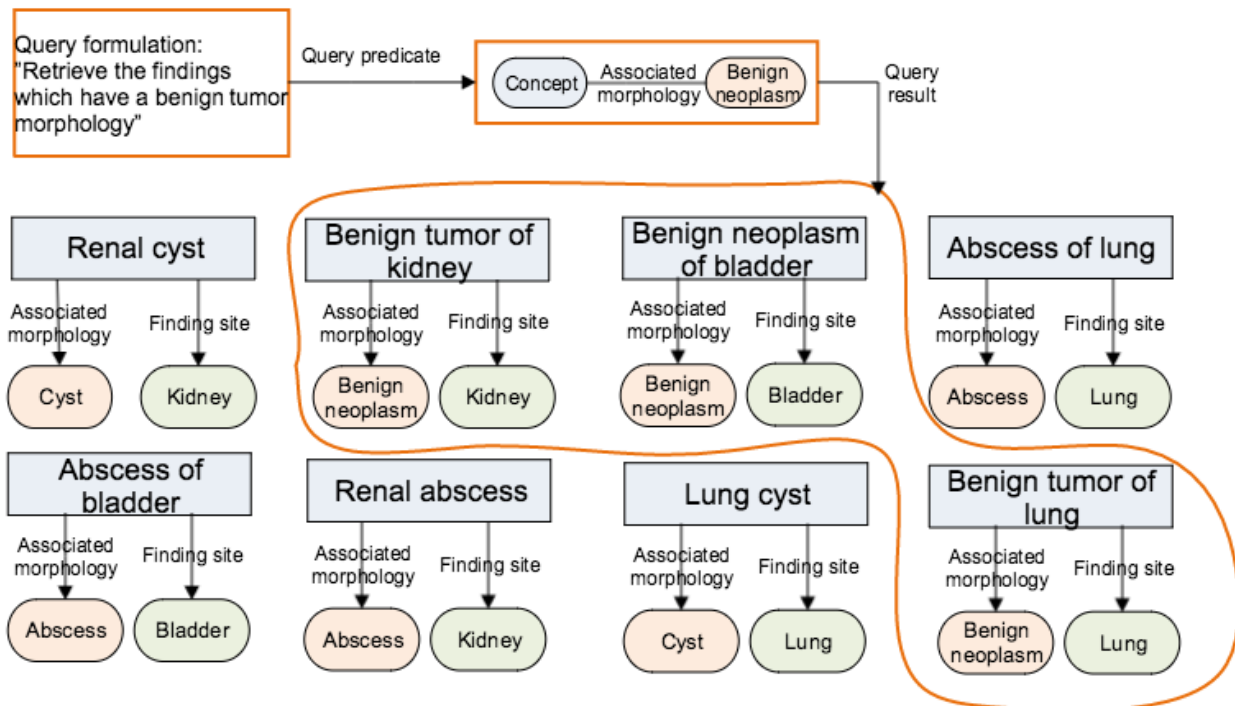 Query formulation:
"Retrieve the findings
which have a benign tumor
morphology"
Query predicate
Concept
Associated
morphology
Benign
neoplasm
Query
result
Renal cyst
Associated
morphology
Finding site
Cyst
Kidney
Benign tumor of
kidney
Associated
morphology
Finding site
Benign
neoplasm
Kidney
Benign neoplasm
of bladder
Associated
morphology
Finding site
Benign
neoplasm
Bladder
Abscess of lung
Associated
morphology
Finding site
Abscess
Lung
Abscess of
bladder
Associated
morphology
Finding site
Abscess
Bladder
Renal abscess
Associated
morphology
Finding site
Abscess
Kidney
Lung cyst
Associated
morphology
Finding site
Cyst
Lung
Benign tumor of
lung
Associated
morphology
Finding site
Benign
neoplasm
Lung